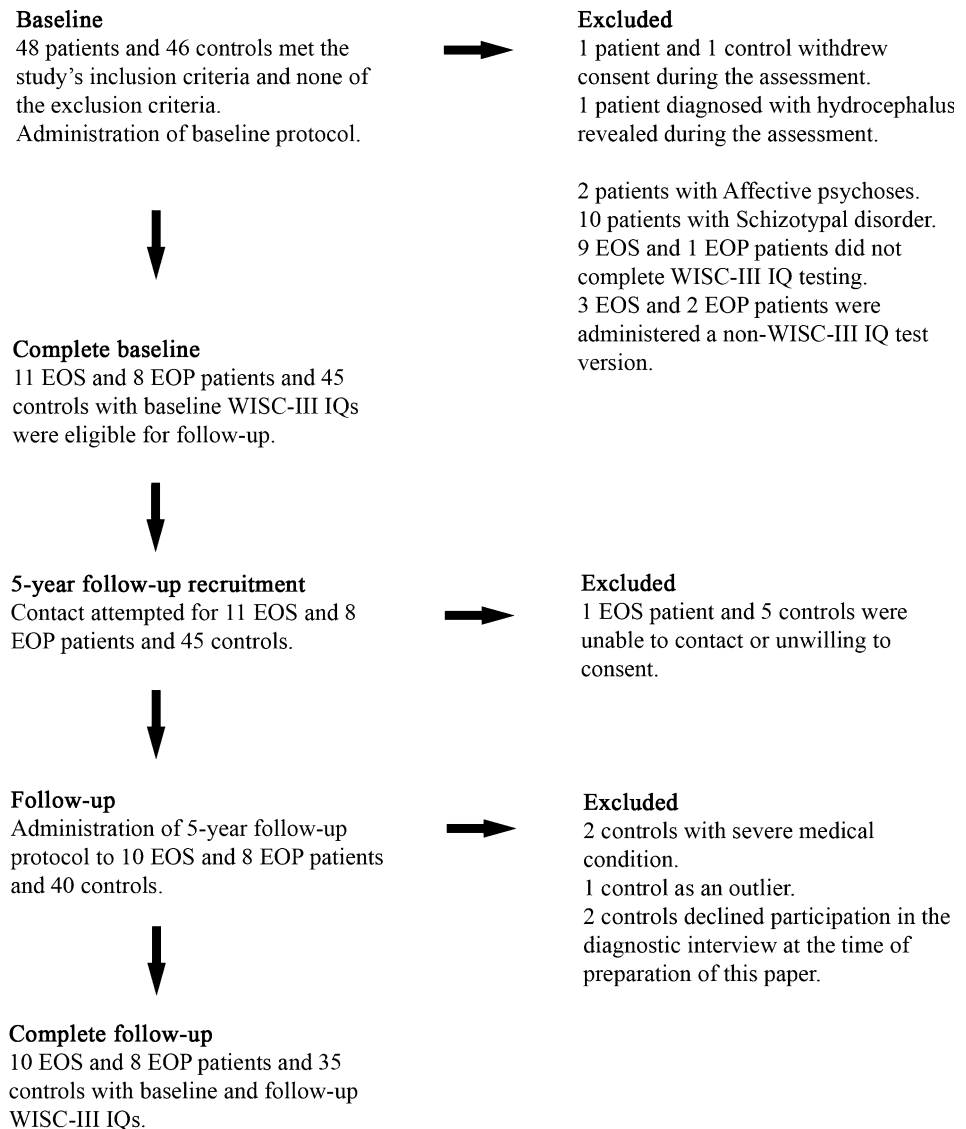 Baseline
48 patients and 46 controls met the
study's inclusion criteria and none of
the exclusion criteria.
Administration of baseline protocol.
Excluded
1 patient and 1 control withdrew
consent during the assessment.
1 patient diagnosed with hydrocephalus
revealed during the assessment.
2 patients with Affective psychoses.
10 patients with Schizotypal disorder.
9 EOS and 1 EOP patients did not
complete WISC-III IQ testing.
3 EOS and 2 EOP patients were
administered a non-WISC-III IQ test
version.
Complete baseline
11 EOS and 8 EOP patients and 45
controls with baseline WISC-III IQs
were eligible for follow-up.
5-year follow-up recruitment
Contact attempted for 11 EOS and 8
EOP patients and 45 controls.
Excluded
1 EOS patient and 5 controls were
unable to contact or unwilling to
consent.
Follow-up
Administration of 5-year follow-up
protocol to 10 EOS and 8 EOP patients
and 40 controls.
Excluded
2 controls with severe medical
condition.
1 control as an outlier.
2 controls declined participation in the
diagnostic interview at the time of
preparation of this paper.
Complete follow-up
10 EOS and 8 EOP patients and 35
controls with baseline and follow-up
WISC-III IQs.